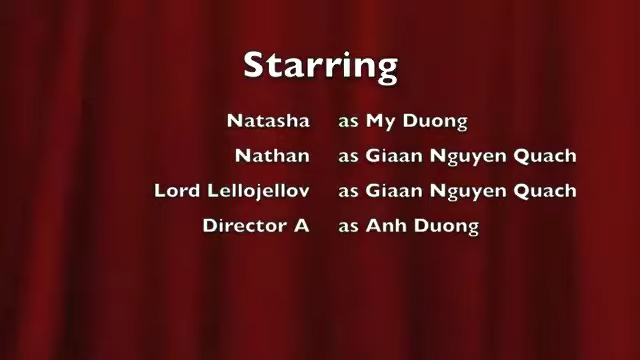 Starring
Natasha as My Duong
Nathan as Giaan Nguyen Quach
Lord Lellojellov as Giaan Nguyen Quach
Director A as Anh Duong